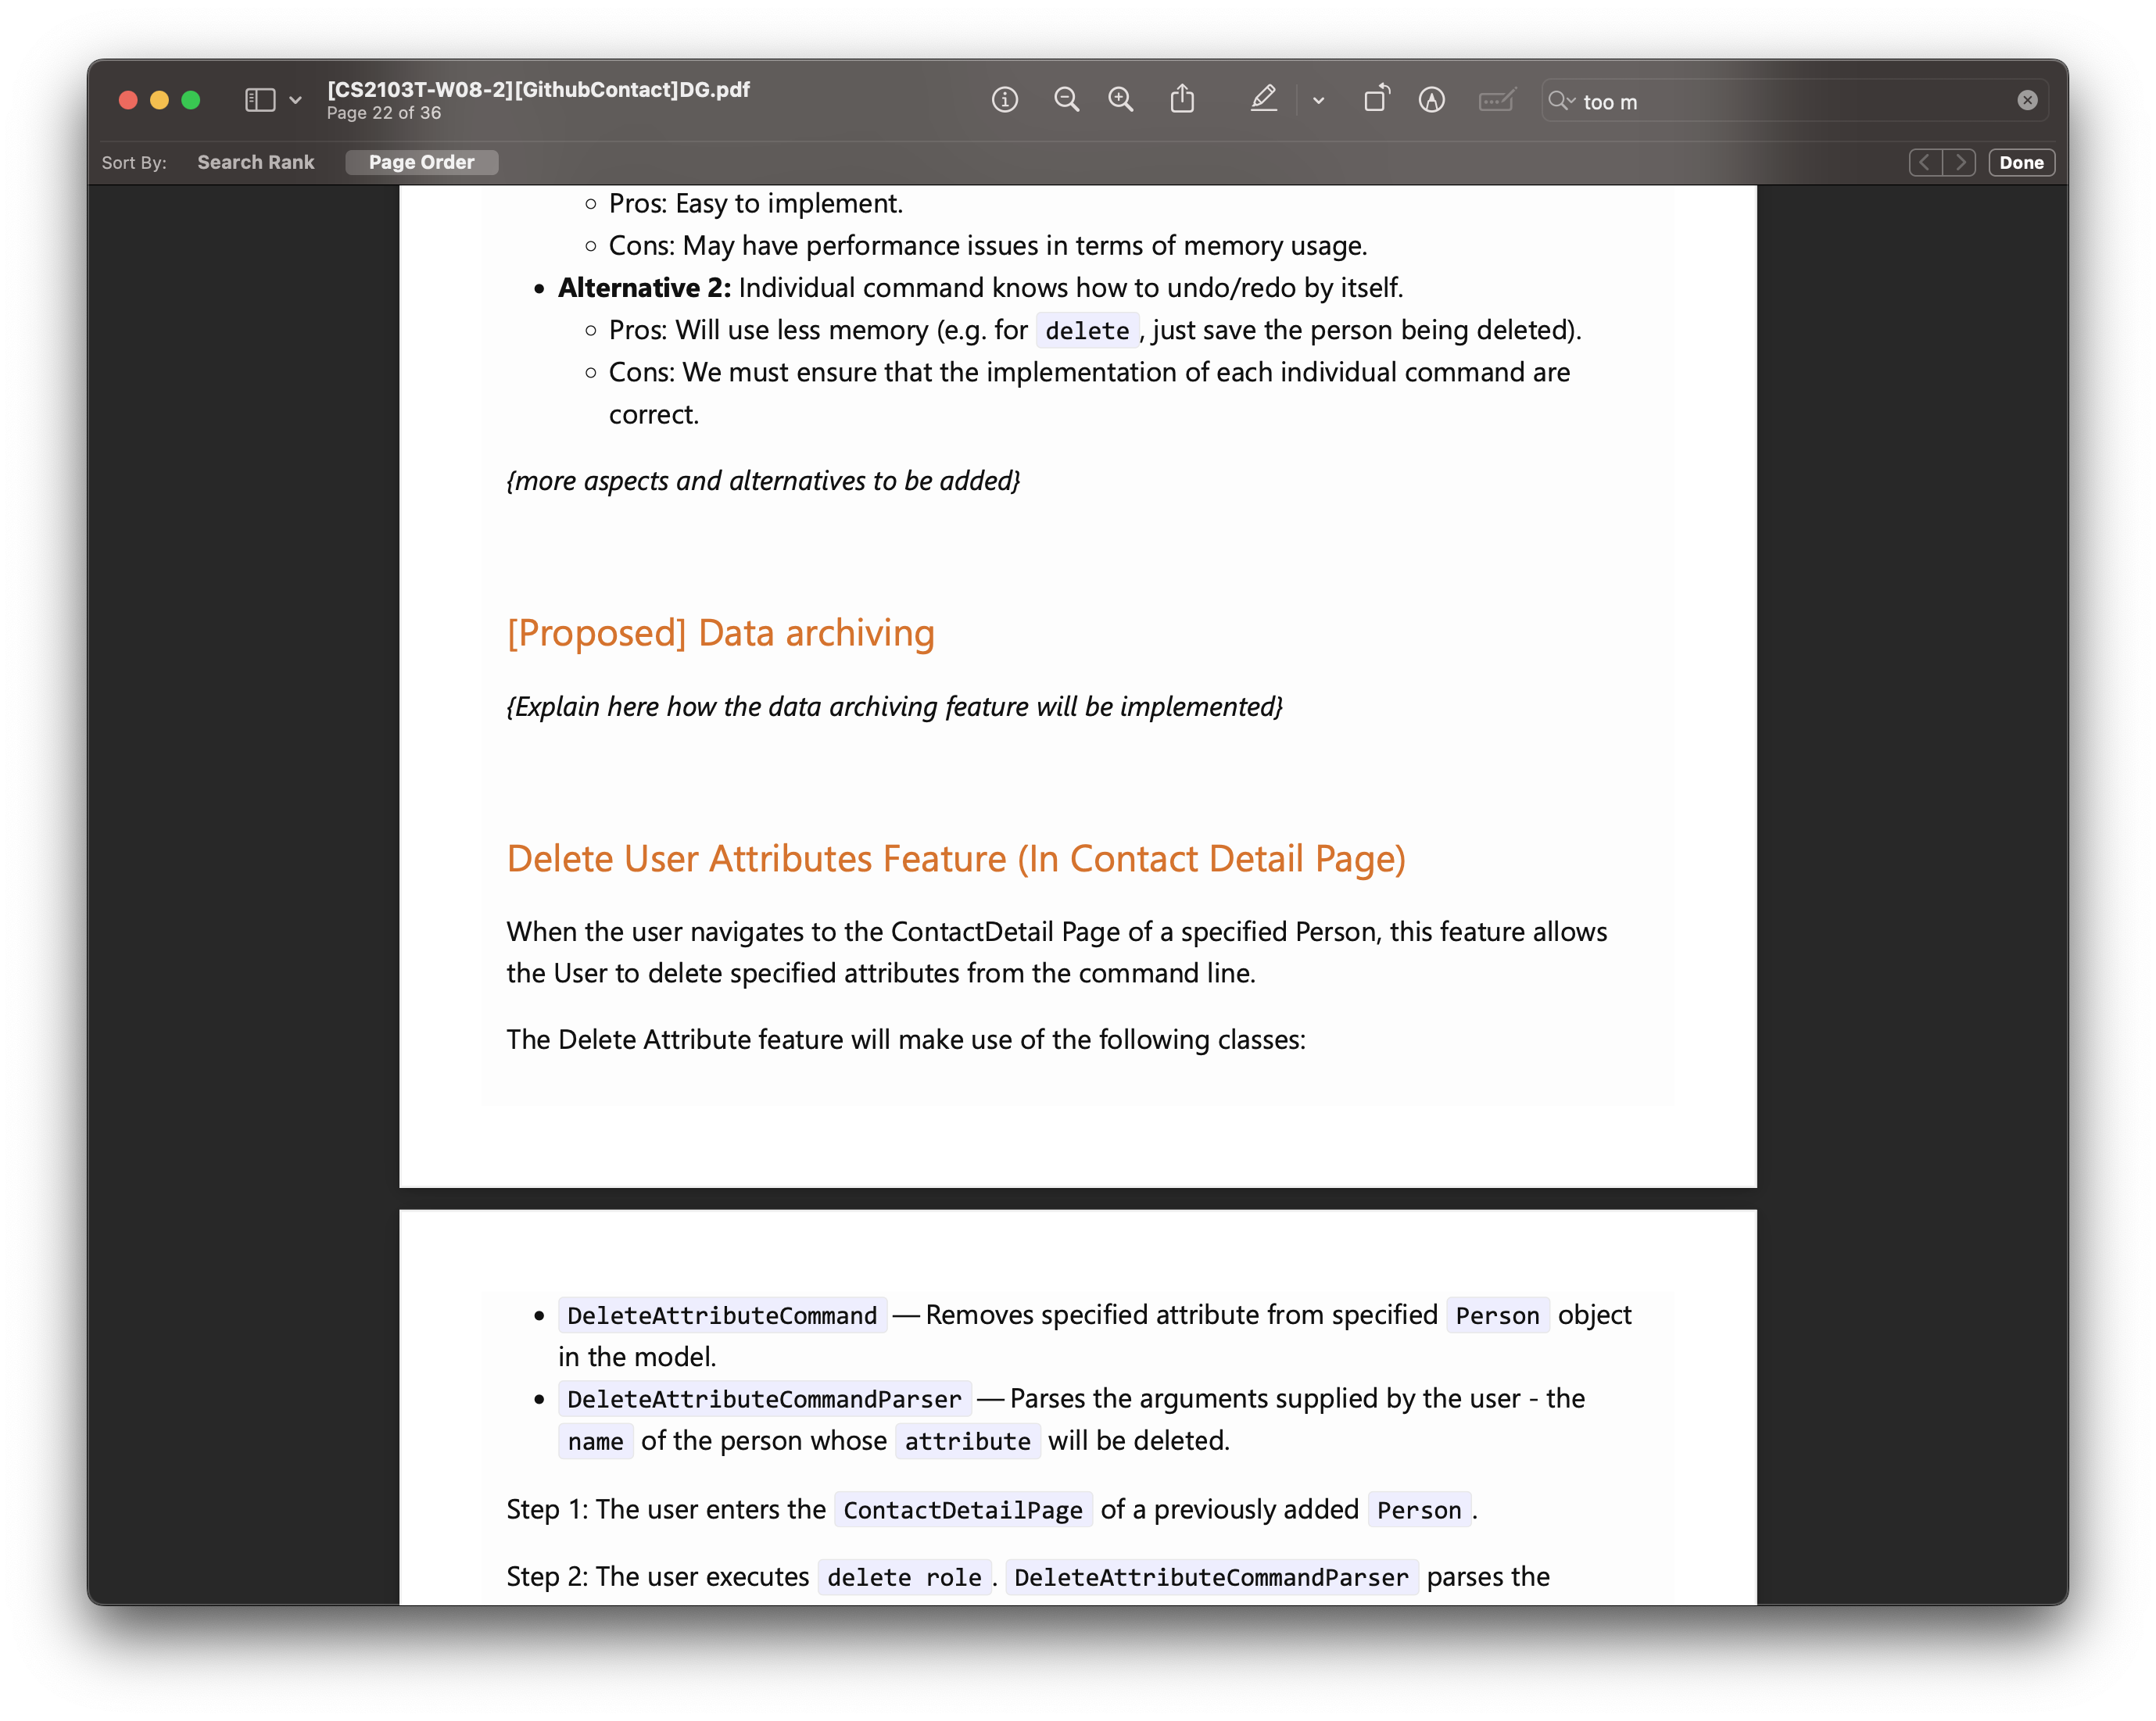 [CS2103T-W08-2][GithubContact]DG.pdf
Page 22 of 36
too m
Sort By: Search Rank Page Order Done
Pros: Easy to implement.
Cons: May have performance issues in terms of memory usage.
Alternative 2: Individual command knows how to undo/redo by itself.
Pros: Will use less memory (e.g. for delete, just save the person being deleted).
Cons: We must ensure that the implementation of each individual command are
correct.
{more aspects and alternatives to be added}
[Proposed] Data archiving
{Explain here how the data archiving feature will be implemented}
Delete User Attributes Feature (In Contact Detail Page)
When the user navigates to the ContactDetail Page of a specified Person, this feature allows
the User to delete specified attributes from the command line.
The Delete Attribute feature will make use of the following classes:
DeleteAttributeCommand — Removes specified attribute from specified Person object
in the model.
DeleteAttributeCommandParser — Parses the arguments supplied by the user - the
name of the person whose attribute will be deleted.
Step 1: The user enters the ContactDetailPage of a previously added Person.
Step 2: The user executes delete role. DeleteAttributeCommandParser parses the